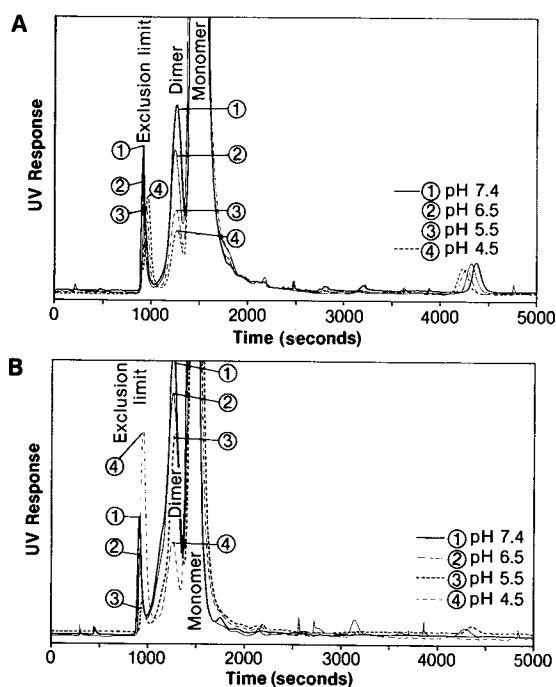 A
UV Response
Exclusion limit
Dimer
Monomer
① ① ② ② ④ ③ ③ ④
① pH 7.4
② pH 6.5
③ pH 5.5
④ pH 4.5
0 1000 2000 3000 4000 5000
Time (seconds)
B
UV Response
Exclusion
limit
Dimer
Monomer
① ② ④ ③ ① ② ④ ③
① pH 7.4
② pH 6.5
③ pH 5.5
④ pH 4.5
0 1000 2000 3000 4000 5000
Time (seconds)